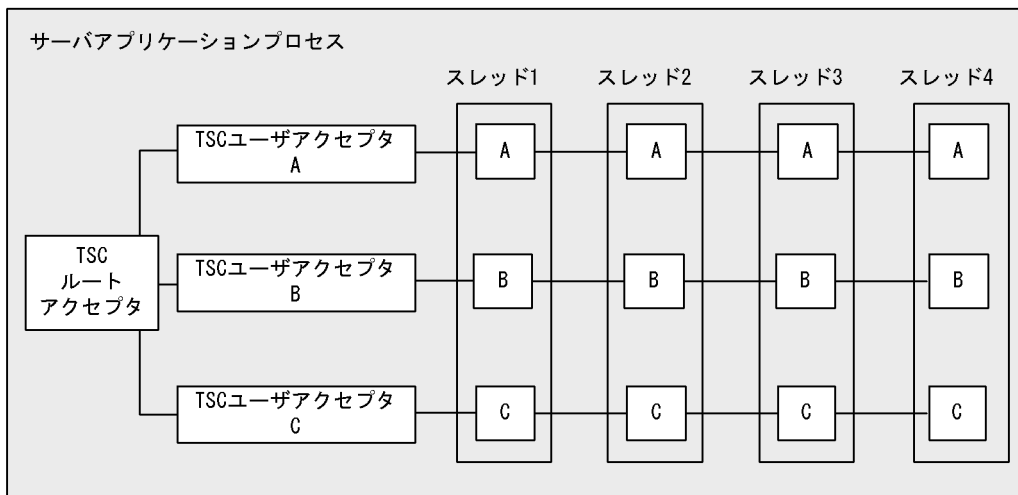 サーバアプリケーションプロセス
スレッド1
スレッド2
スレッド3
スレッド4
TSCユーザアクセプタ
A
A
A
A
A
TSC
ルート
アクセプタ
TSCユーザアクセプタ
B
B
B
B
B
TSCユーザアクセプタ
C
C
C
C
C